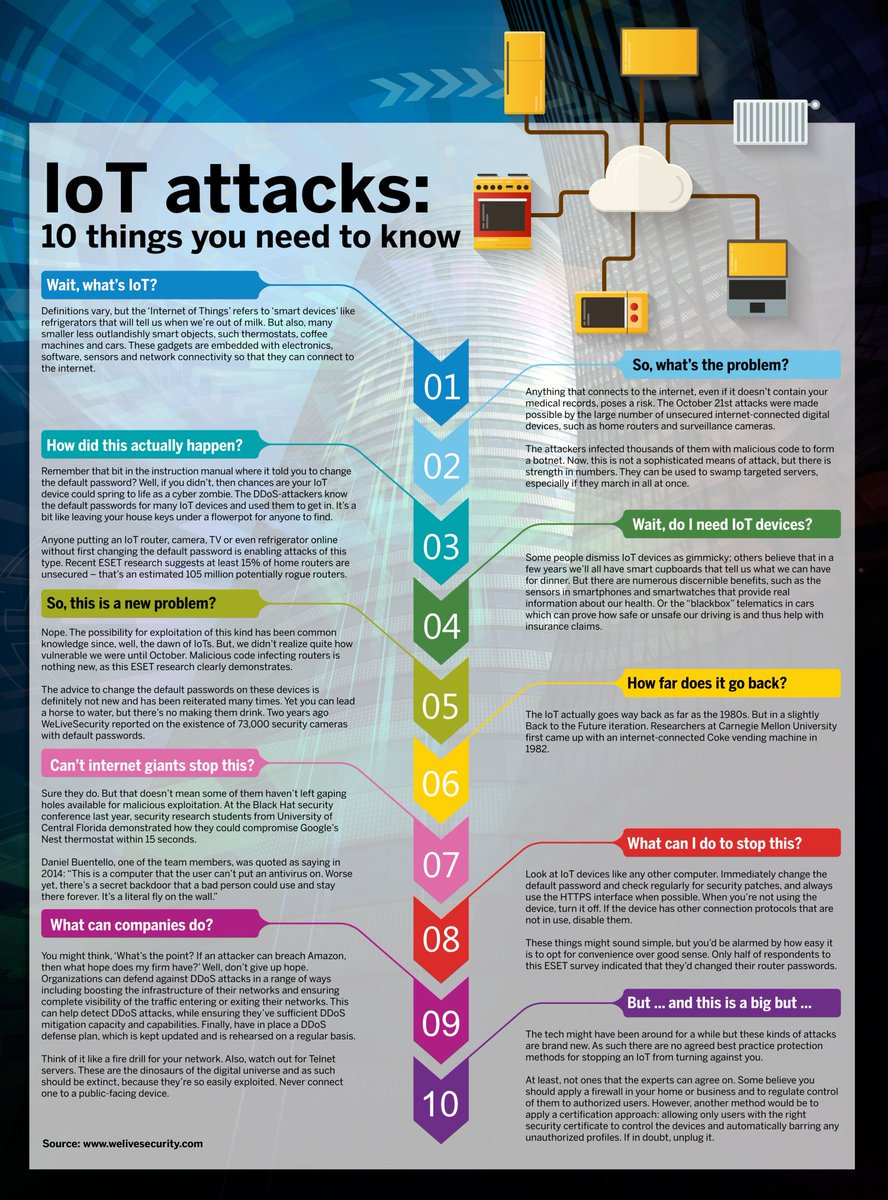 IoT attacks:
10 things you need to know
Wait, what's IoT?
Definitions vary, but the 'Internet of Things' refers to 'smart devices' like
refrigerators that will tell us when we're out of milk. But also, many
smaller less outlandishly smart objects, such thermostats, coffee
machines and cars. These gadgets are embedded with electronics,
software, sensors and network connectivity so that they can connect to
the internet.
01
So, what's the problem?
Anything that connects to the internet, even if it doesn't contain your
medical records, poses a risk. The October 21st attacks were made
possible by the large number of unsecured internet-connected digital
devices, such as home routers and surveillance cameras.
The attackers infected thousands of them with malicious code to form
a botnet. Now, this is not a sophisticated means of attack, but there is
strength in numbers. They can be used to swamp targeted servers,
especially if they march in all at once.
02
How did this actually happen?
Remember that bit in the instruction manual where it told you to change
the default password? Well, if you didn't, then chances are your IoT
device could spring to life as a cyber zombie. The DDoS-attackers know
the default passwords for many IoT devices and used them to get in. It's a
bit like leaving your house keys under a flowerpot for anyone to find.
Anyone putting an IoT router, camera, TV or even refrigerator online
without first changing the default password is enabling attacks of this
type. Recent ESET research suggests at least 15% of home routers are
unsecured – that's an estimated 105 million potentially rogue routers.
03
Wait, do I need IoT devices?
Some people dismiss IoT devices as gimmicky; others believe that in a
few years we'll all have smart cupboards that tell us what we can have
for dinner. But there are numerous discernible benefits, such as the
sensors in smartphones and smartwatches that provide real
information about our health. Or the "blackbox" telematics in cars
which can prove how safe or unsafe our driving is and thus help with
insurance claims.
04
So, this is a new problem?
Nope. The possibility for exploitation of this kind has been common
knowledge since, well, the dawn of IoTs. But, we didn't realize quite how
vulnerable we were until October. Malicious code infecting routers is
nothing new, as this ESET research clearly demonstrates.
The advice to change the default passwords on these devices is
definitely not new and has been reiterated many times. Yet you can lead
a horse to water, but there's no making them drink. Two years ago
WeLiveSecurity reported on the existence of 73,000 security cameras
with default passwords.
05
How far does it go back?
The IoT actually goes way back as far as the 1980s. But in a slightly
Back to the Future iteration. Researchers at Carnegie Mellon University
first came up with an internet-connected Coke vending machine in
1982.
06
Can't internet giants stop this?
Sure they do. But that doesn't mean some of them haven't left gaping
holes available for malicious exploitation. At the Black Hat security
conference last year, security research students from University of
Central Florida demonstrated how they could compromise Google's
Nest thermostat within 15 seconds.
Daniel Buentello, one of the team members, was quoted as saying in
2014: "This is a computer that the user can't put an antivirus on. Worse
yet, there's a secret backdoor that a bad person could use and stay
there forever. It's a literal fly on the wall."
07
What can I do to stop this?
Look at IoT devices like any other computer. Immediately change the
default password and check regularly for security patches, and always
use the HTTPS interface when possible. When you're not using the
device, turn it off. If the device has other connection protocols that are
not in use, disable them.
These things might sound simple, but you'd be alarmed by how easy it
is to opt for convenience over good sense. Only half of respondents to
this ESET survey indicated that they'd changed their router passwords.
08
What can companies do?
You might think, 'What's the point? If an attacker can breach Amazon,
then what hope does my firm have?' Well, don't give up hope.
Organizations can defend against DDoS attacks in a range of ways
including boosting the infrastructure of their networks and ensuring
complete visibility of the traffic entering or exiting their networks. This
can help detect DDoS attacks, while ensuring they've sufficient DDoS
mitigation capacity and capabilities. Finally, have in place a DDoS
defense plan, which is kept updated and is rehearsed on a regular basis.
Think of it like a fire drill for your network. Also, watch out for Telnet
servers. These are the dinosaurs of the digital universe and as such
should be extinct, because they're so easily exploited. Never connect
one to a public-facing device.
09
But ... and this is a big but ...
The tech might have been around for a while but these kinds of attacks
are brand new. As such there are no agreed best practice protection
methods for stopping an IoT from turning against you.
At least, not ones that the experts can agree on. Some believe you
should apply a firewall in your home or business and to regulate control
of them to authorized users. However, another method would be to
apply a certification approach: allowing only users with the right
security certificate to control the devices and automatically barring any
unauthorized profiles. If in doubt, unplug it.
10
Source: www.welivesecurity.com